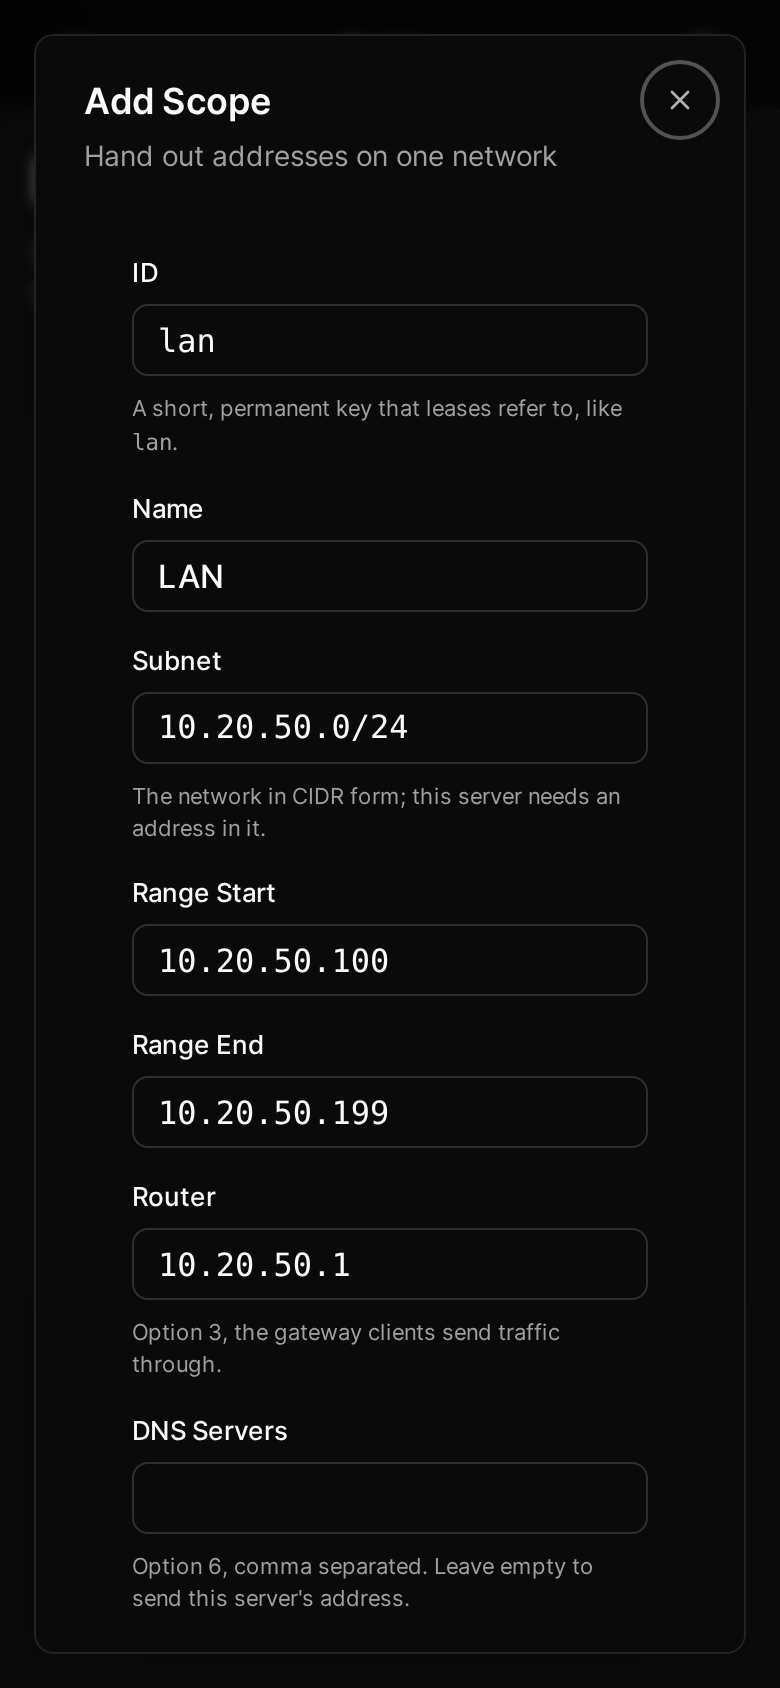 Add Scope
Hand out addresses on one network
ID
lan
A short, permanent key that leases refer to, like
lan.
Name
LAN
Subnet
10.20.50.0/24
The network in CIDR form; this server needs an
address in it.
Range Start
10.20.50.100
Range End
10.20.50.199
Router
10.20.50.1
Option 3, the gateway clients send traffic
through.
DNS Servers
Option 6, comma separated. Leave empty to
send this server's address.